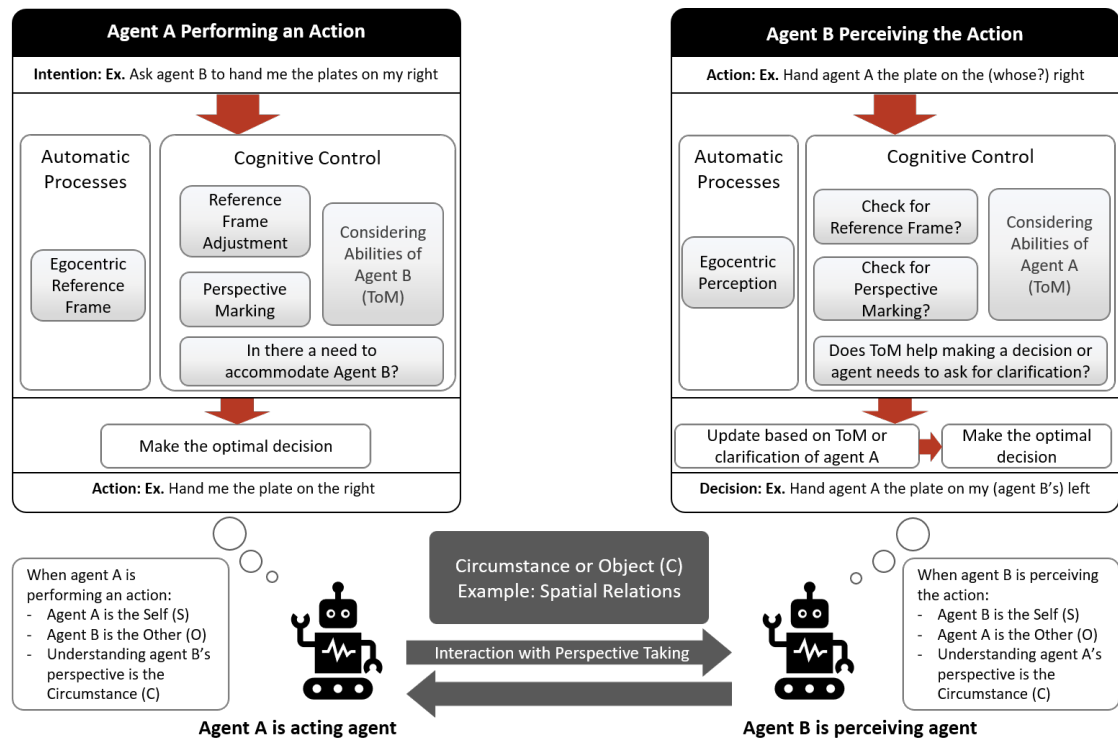 Agent A Performing an Action
Intention: Ex. Ask agent B to hand me the plates on my right
Automatic
Processes
Egocentric
Reference
Frame
Cognitive Control
Reference
Frame
Adjustment
Perspective
Marking
Considering
Abilities of
Agent B
(ToM)
In there a need to
accommodate Agent B?
Make the optimal decision
Action: Ex. Hand me the plate on the right
Agent B Perceiving the Action
Action: Ex. Hand agent A the plate on the (whose?) right
Automatic
Processes
Egocentric
Perception
Cognitive Control
Check for
Reference Frame?
Check for
Perspective
Marking?
Considering
Abilities of
Agent A
(ToM)
Does ToM help making a decision or
agent needs to ask for clarification?
Update based on ToM or
clarification of agent A
Make the optimal
decision
Decision: Ex. Hand agent A the plate on my (agent B's) left
When agent A is
performing an action:
- Agent A is the Self (S)
- Agent B is the Other (O)
- Understanding agent B's
perspective is the
Circumstance (C)
Agent A is acting agent
Circumstance or Object (C)
Example: Spatial Relations
Interaction with Perspective Taking
When agent B is perceiving
the action:
- Agent B is the Self (S)
- Agent A is the Other (O)
- Understanding agent A's
perspective is the
Circumstance (C)
Agent B is perceiving agent